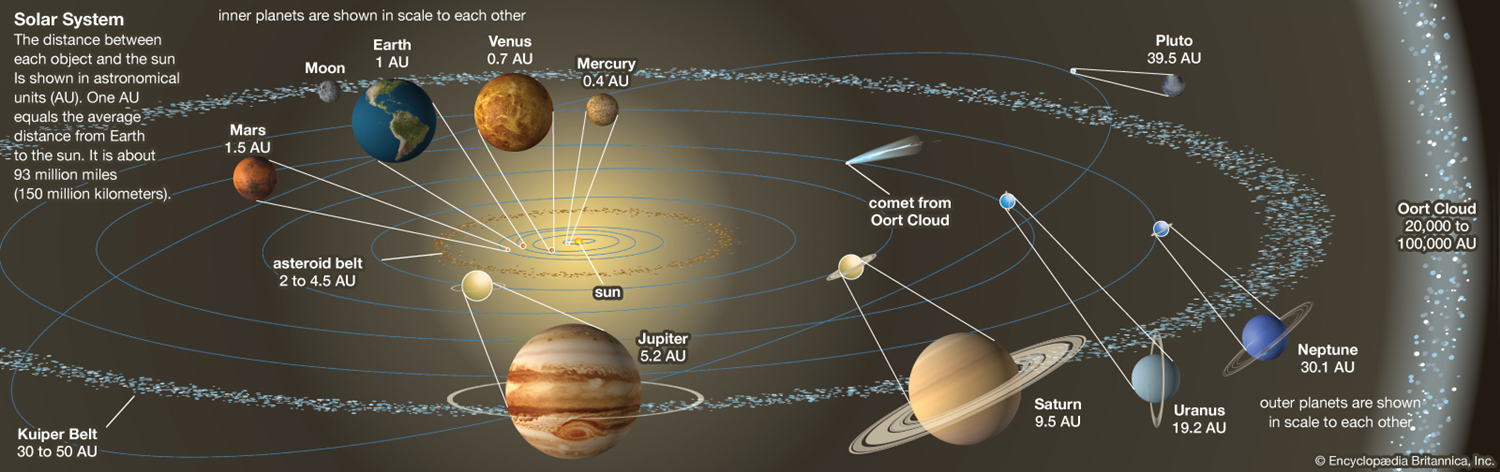 Solar System
The distance between
each object and the sun
Is shown in astronomical
units (AU). One AU
equals the average
distance from Earth
to the sun. It is about
93 million miles
(150 million kilometers).
inner planets are shown in scale to each other
Moon
Earth
1 AU
Venus
0.7 AU
Mercury
0.4 AU
Mars
1.5 AU
Pluto
39.5 AU
comet from
Oort Cloud
Oort Cloud
20,000 to
100,000 AU
asteroid belt
2 to 4.5 AU
sun
Jupiter
5.2 AU
Saturn
9.5 AU
Uranus
19.2 AU
Neptune
30.1 AU
outer planets are shown
in scale to each other
Kuiper Belt
30 to 50 AU
© Encyclopædia Britannica, Inc.